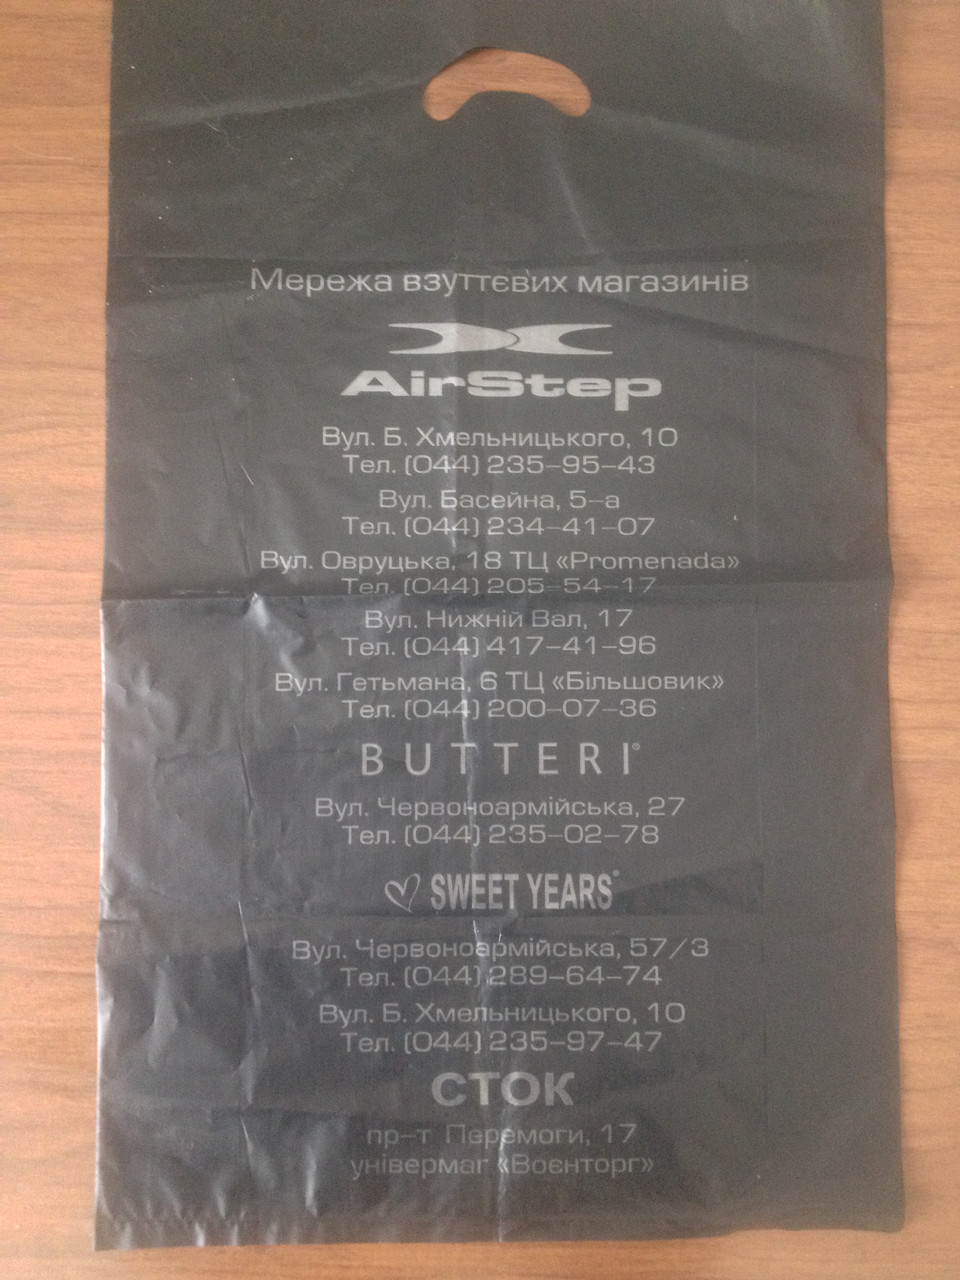 Мережа взуттєвих магазинів
AirStep
Вул. Б. Хмельницького, 10
Тел. (044) 235-95-43
Вул. Басейна, 5-а
Тел. (044) 234-41-07
Вул. Овруцька, 18 ТЦ «Promenada»
Тел. (044) 205-54-17
Вул. Нижній Вал, 17
Тел. (044) 417-41-96
Вул. Гетьмана, 6 ТЦ «Більшовик»
Тел. (044) 200-07-36
BUTTERI®
Вул. Червоноармійська, 27
Тел. (044) 235-02-78
SWEET YEARS®
Вул. Червоноармійська, 57/3
Тел. (044) 289-64-74
Вул. Б. Хмельницького, 10
Тел. (044) 235-97-47
СТОК
пр-т Перемоги, 17
універмаг «Воєнторг»